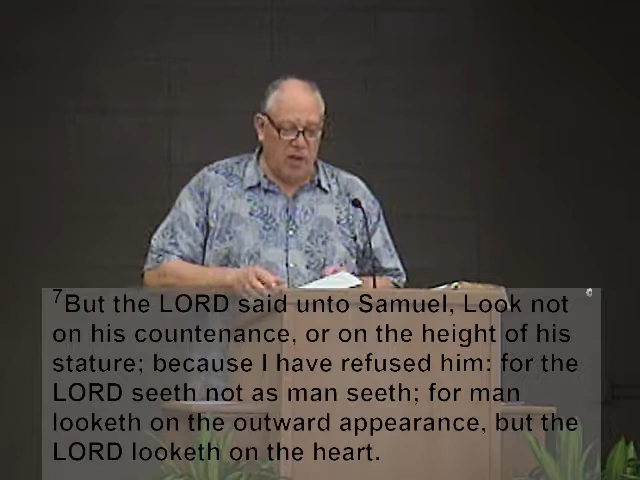 7But the LORD said unto Samuel, Look not
on his countenance, or on the height of his
stature; because I have refused him: for the
LORD seeth not as man seeth; for man
looketh on the outward appearance, but the
LORD looketh on the heart.